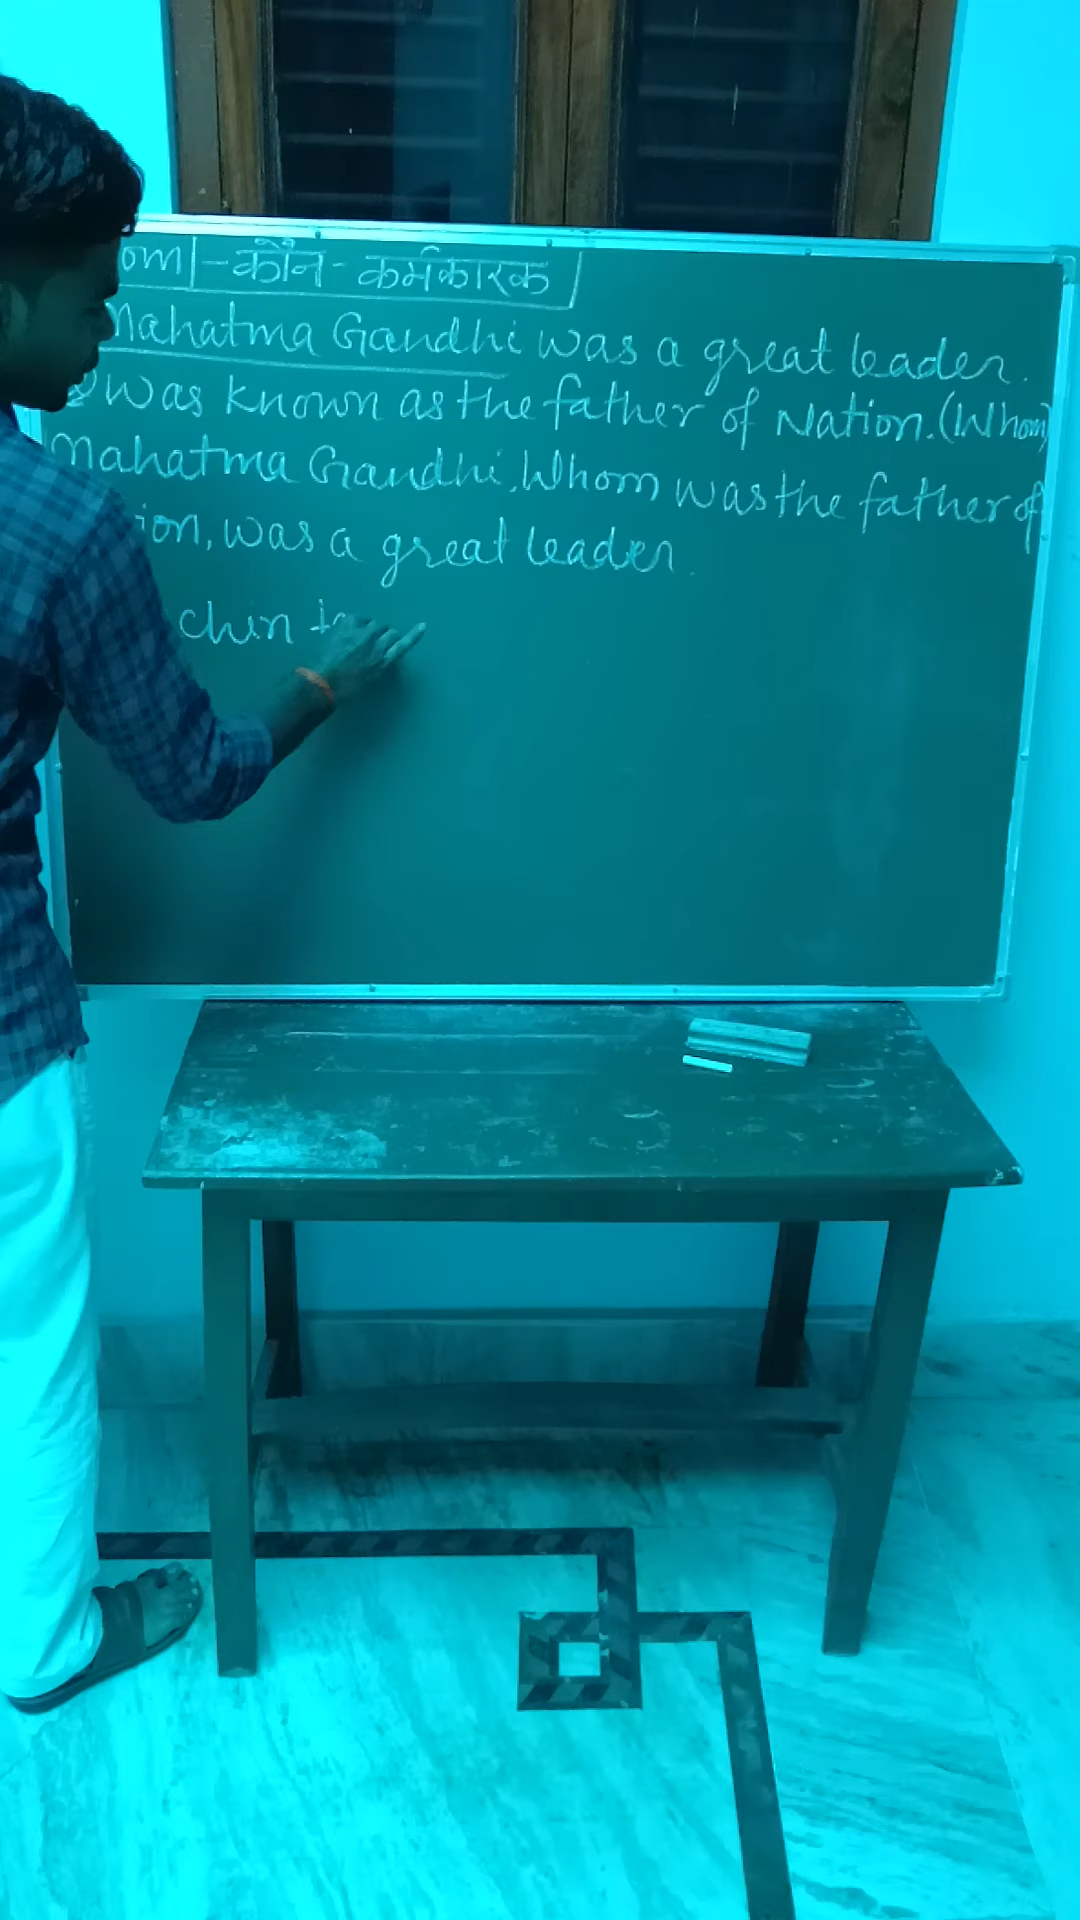 om - कौन - कर्मकारक
Mahatma Gandhi was a great leader.
was known as the father of Nation. (Whom)
Mahatma Gandhi, Whom was the father of
ion, was a great leader.
chin